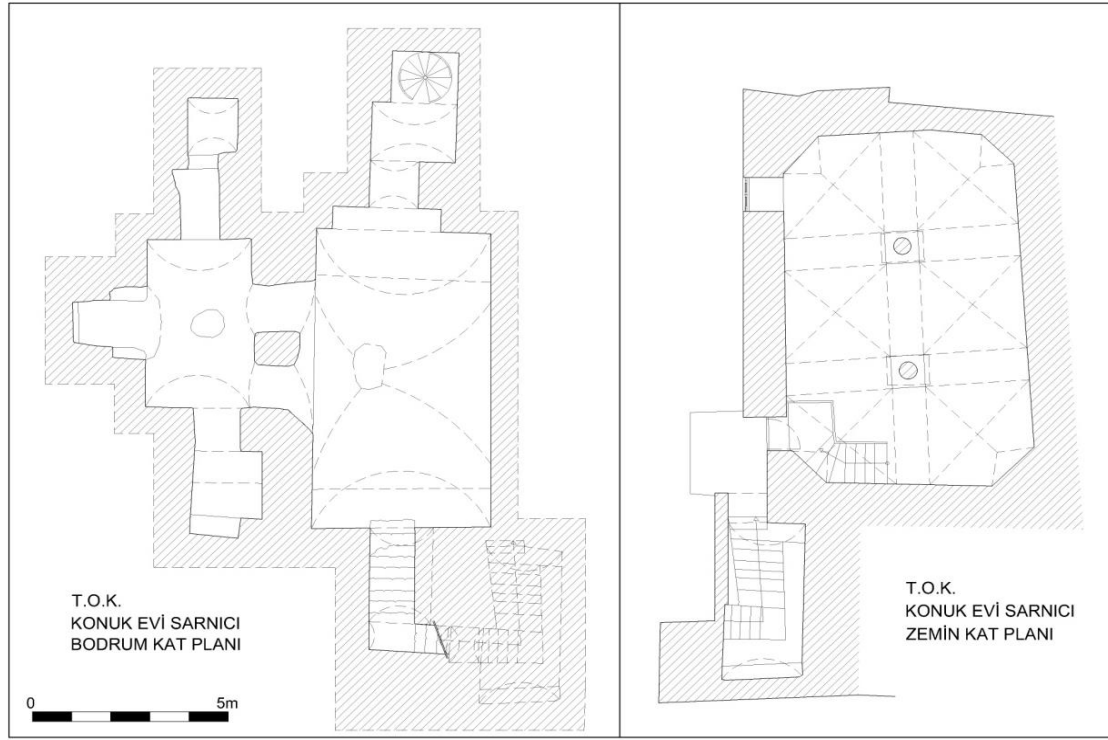 T.O.K.
KONUK EVİ SARNICI
BODRUM KAT PLANI
0 5m
T.O.K.
KONUK EVİ SARNICI
ZEMİN KAT PLANI